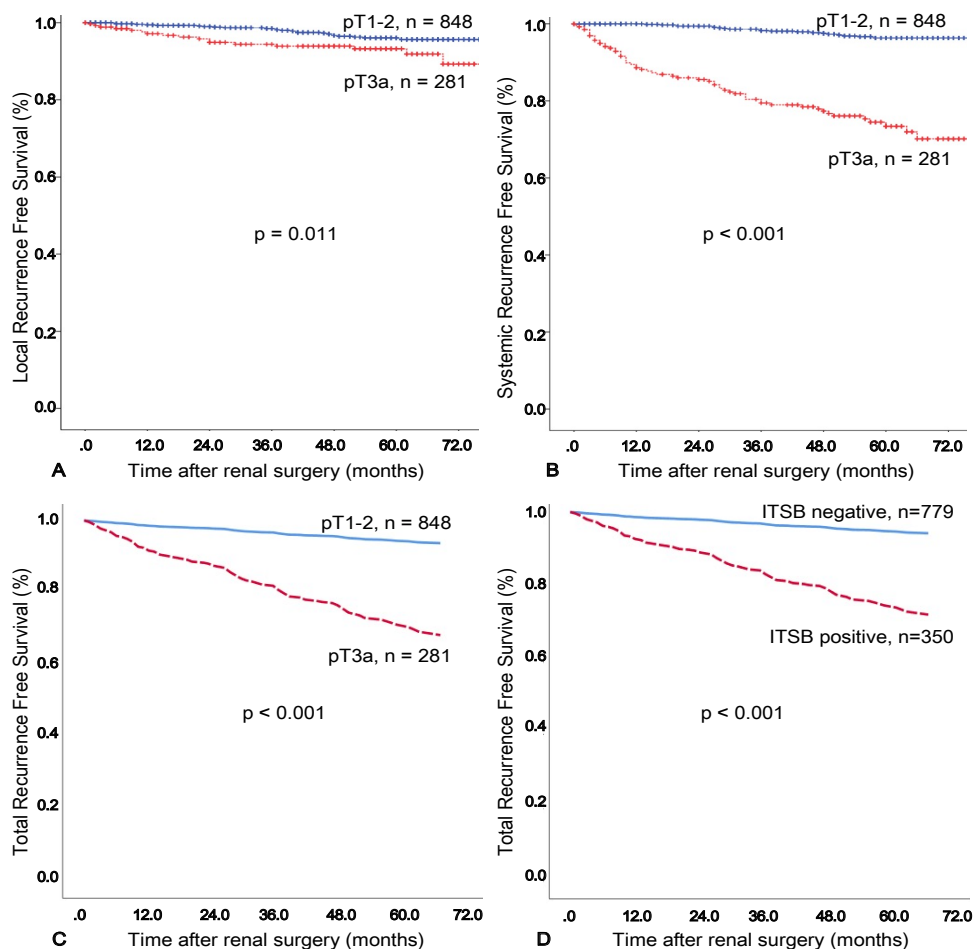 1.0
0.8
0.6
0.4
0.2
0.0
Local Recurrence Free Survival (%)
pT1-2, n = 848
pT3a, n = 281
p = 0.011
.0 12.0 24.0 36.0 48.0 60.0 72.0
A Time after renal surgery (months)
1.0
0.8
0.6
0.4
0.2
0.0
Systemic Recurrence Free Survival (%)
pT1-2, n = 848
pT3a, n = 281
p < 0.001
.0 12.0 24.0 36.0 48.0 60.0 72.0
B Time after renal surgery (months)
1.0
0.8
0.6
0.4
0.2
0.0
Total Recurrence Free Survival (%)
pT1-2, n = 848
pT3a, n = 281
p < 0.001
.0 12.0 24.0 36.0 48.0 60.0 72.0
C Time after renal surgery (months)
1.0
0.8
0.6
0.4
0.2
0.0
Total Recurrence Free Survival (%)
ITSB negative, n=779
ITSB positive, n=350
p < 0.001
.0 12.0 24.0 36.0 48.0 60.0 72.0
D Time after renal surgery (months)